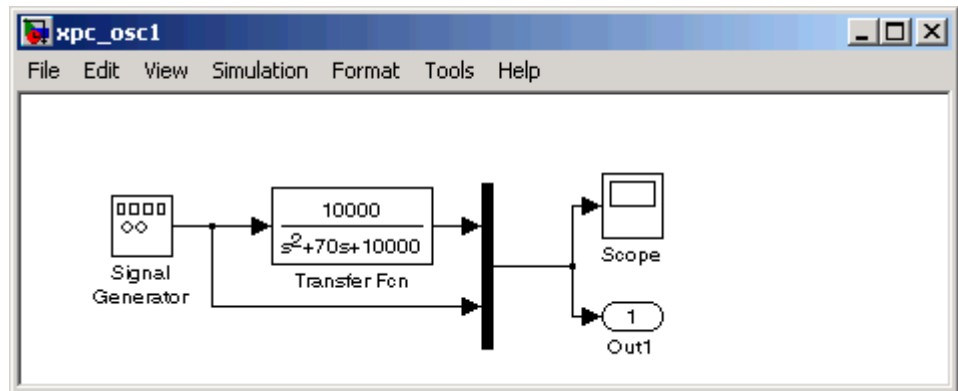 xpc_osc1
File Edit View Simulation Format Tools Help
10000
s²+70s+10000
Signal
Generator
Transfer Fcn
Scope
1
Out1